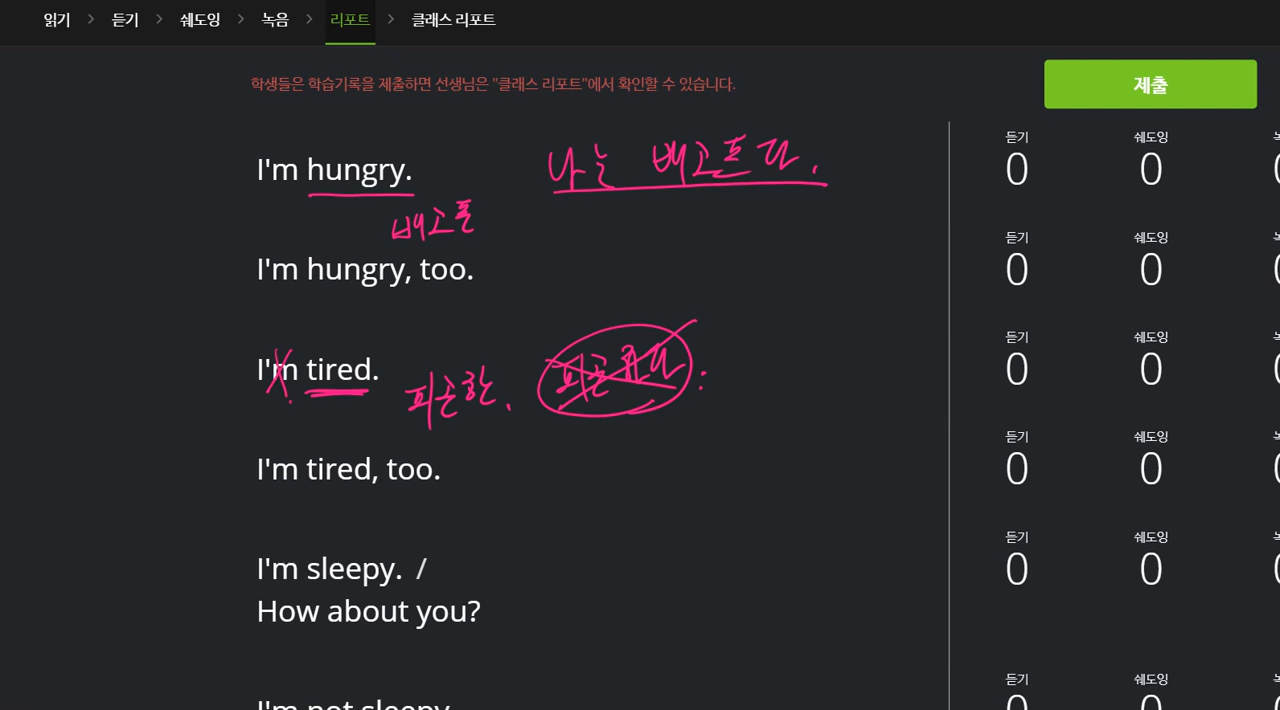 읽기 > 듣기 > 쉐도잉 > 녹음 > 리포트 > 클래스 리포트
학생들은 학습기록을 제출하면 선생님은 "클래스 리포트"에서 확인할 수 있습니다.
제출
듣기 쉐도잉
I'm hungry. 나는 배고프다. 0 0
배고픈
듣기 쉐도잉
I'm hungry, too. 0 0
듣기 쉐도잉
I'm tired. 피곤한. 0 0
듣기 쉐도잉
I'm tired, too. 0 0
듣기 쉐도잉
I'm sleepy. / 0 0
How about you?
듣기 쉐도잉
I'm not sleepy 0 0